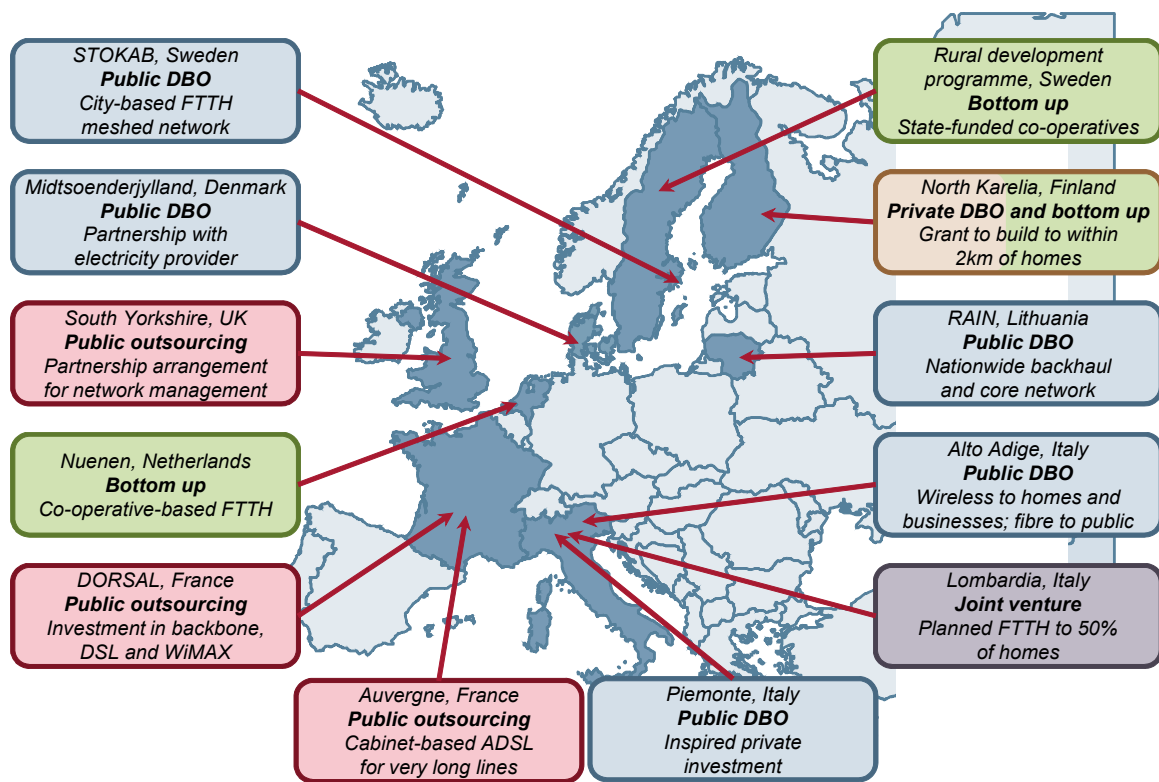 STOKAB, Sweden
Public DBO
City-based FTTH
meshed network
Rural development
programme, Sweden
Bottom up
State-funded co-operatives
Midtsoenderjylland, Denmark
Public DBO
Partnership with
electricity provider
North Karelia, Finland
Private DBO and bottom up
Grant to build to within
2km of homes
South Yorkshire, UK
Public outsourcing
Partnership arrangement
for network management
RAIN, Lithuania
Public DBO
Nationwide backhaul
and core network
Nuenen, Netherlands
Bottom up
Co-operative-based FTTH
Alto Adige, Italy
Public DBO
Wireless to homes and
businesses; fibre to public
DORSAL, France
Public outsourcing
Investment in backbone,
DSL and WiMAX
Lombardia, Italy
Joint venture
Planned FTTH to 50%
of homes
Auvergne, France
Public outsourcing
Cabinet-based ADSL
for very long lines
Piemonte, Italy
Public DBO
Inspired private
investment